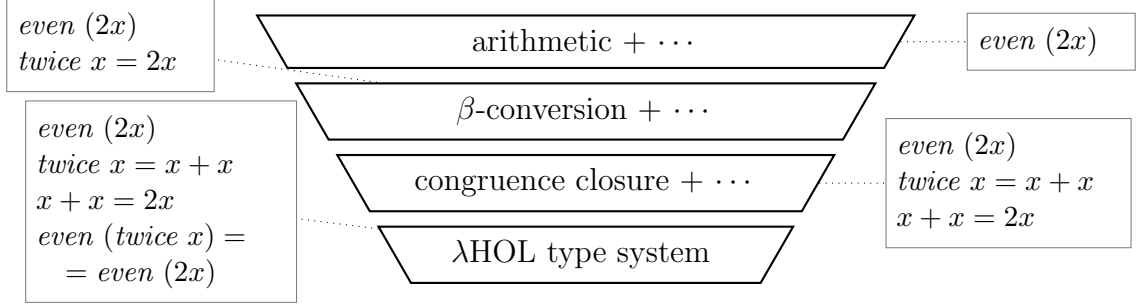 even (2x)
twice x = 2x
arithmetic + ⋯
even (2x)
β-conversion + ⋯
even (2x)
twice x = x + x
x + x = 2x
even (twice x) =
= even (2x)
congruence closure + ⋯
even (2x)
twice x = x + x
x + x = 2x
λHOL type system